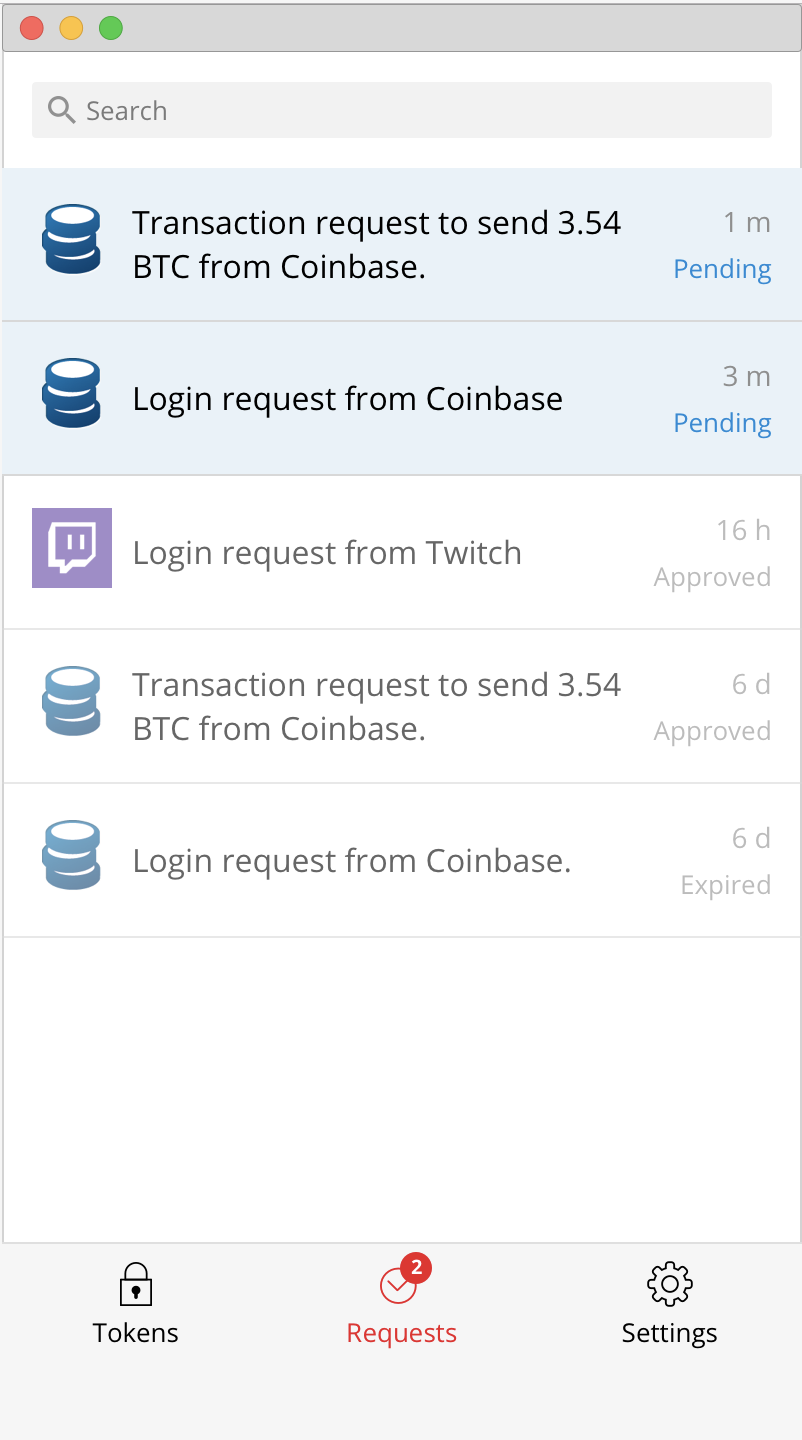 Search
Transaction request to send 3.54
BTC from Coinbase.
1 m
Pending
Login request from Coinbase
3 m
Pending
Login request from Twitch
16 h
Approved
Transaction request to send 3.54
BTC from Coinbase.
6 d
Approved
Login request from Coinbase.
6 d
Expired
2
Tokens
Requests
Settings